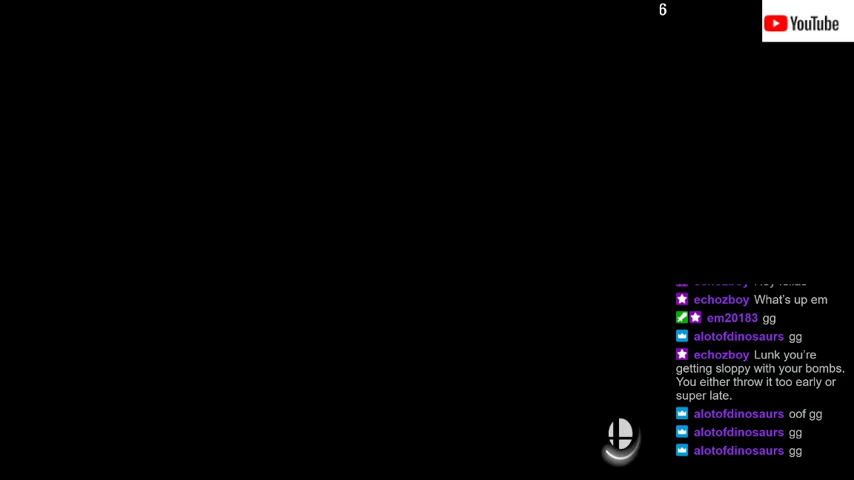 6
YouTube
echozboy What's up em
em20183 gg
alotofdinosaurs gg
echozboy Lunk you're
getting sloppy with your bombs.
You either throw it too early or
super late.
alotofdinosaurs oof gg
alotofdinosaurs gg
alotofdinosaurs gg